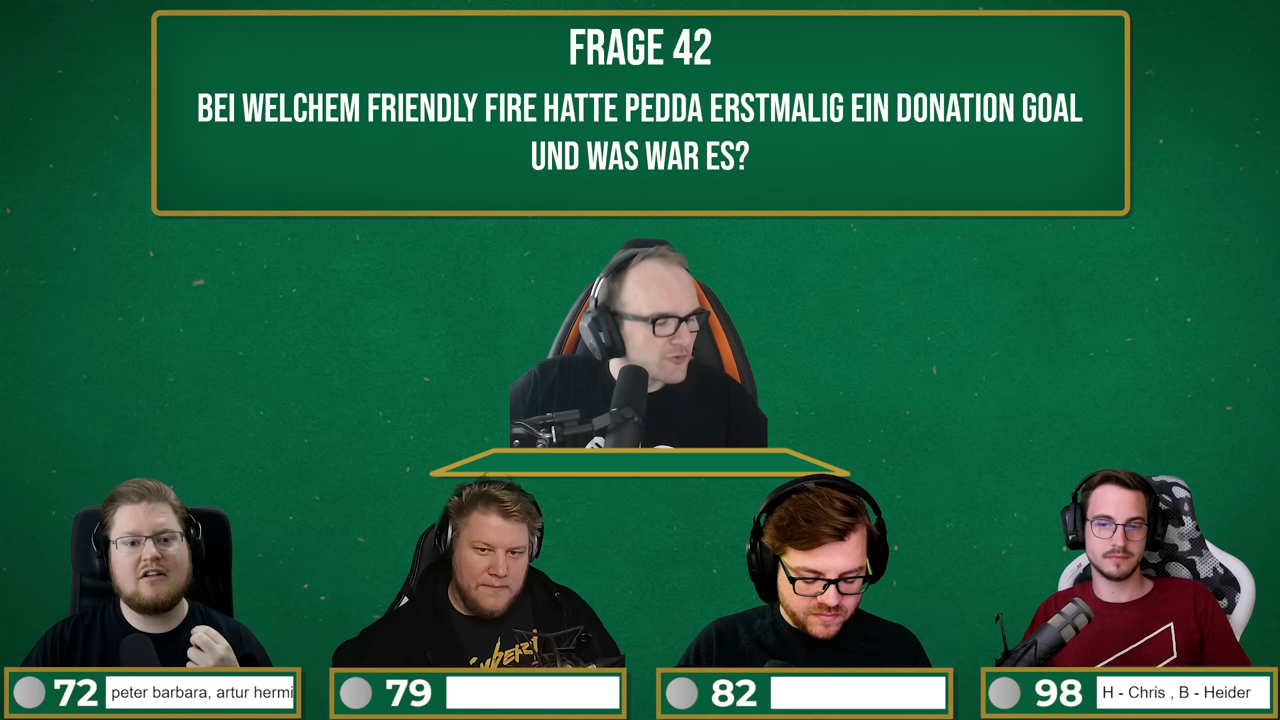 FRAGE 42
BEI WELCHEM FRIENDLY FIRE HATTE PEDDA ERSTMALIG EIN DONATION GOAL
UND WAS WAR ES?
72
peter barbara, artur hermi
79
82
98
H - Chris , B - Heider